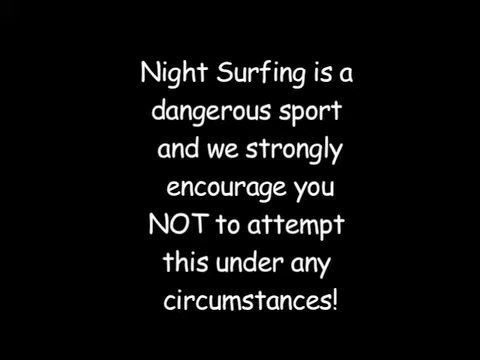 Night Surfing is a
dangerous sport
and we strongly
encourage you
NOT to attempt
this under any
circumstances!